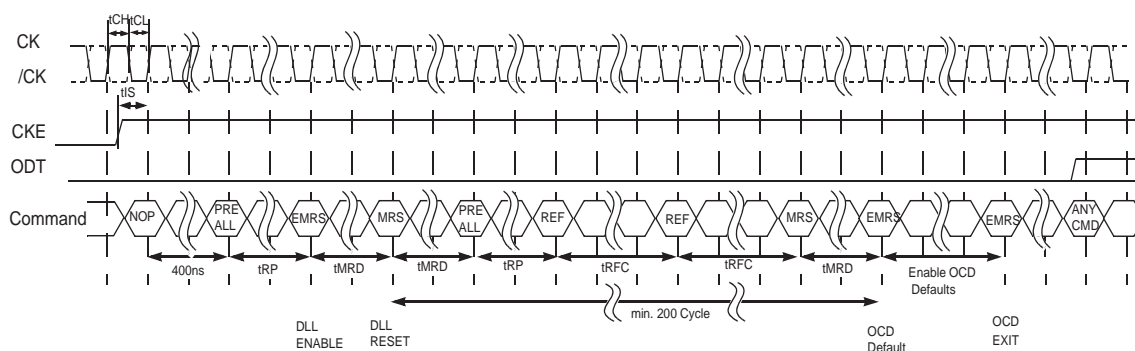 tCH tCL
CK
/CK
tIS
CKE
ODT
Command
NOP
PRE
ALL
EMRS
MRS
PRE
ALL
REF
REF
MRS
EMRS
EMRS
ANY
CMD
400ns
tRP
tMRD
tMRD
tRP
tRFC
tRFC
tMRD
Enable OCD
Defaults
min. 200 Cycle
DLL
ENABLE
DLL
RESET
OCD
Default
OCD
EXIT